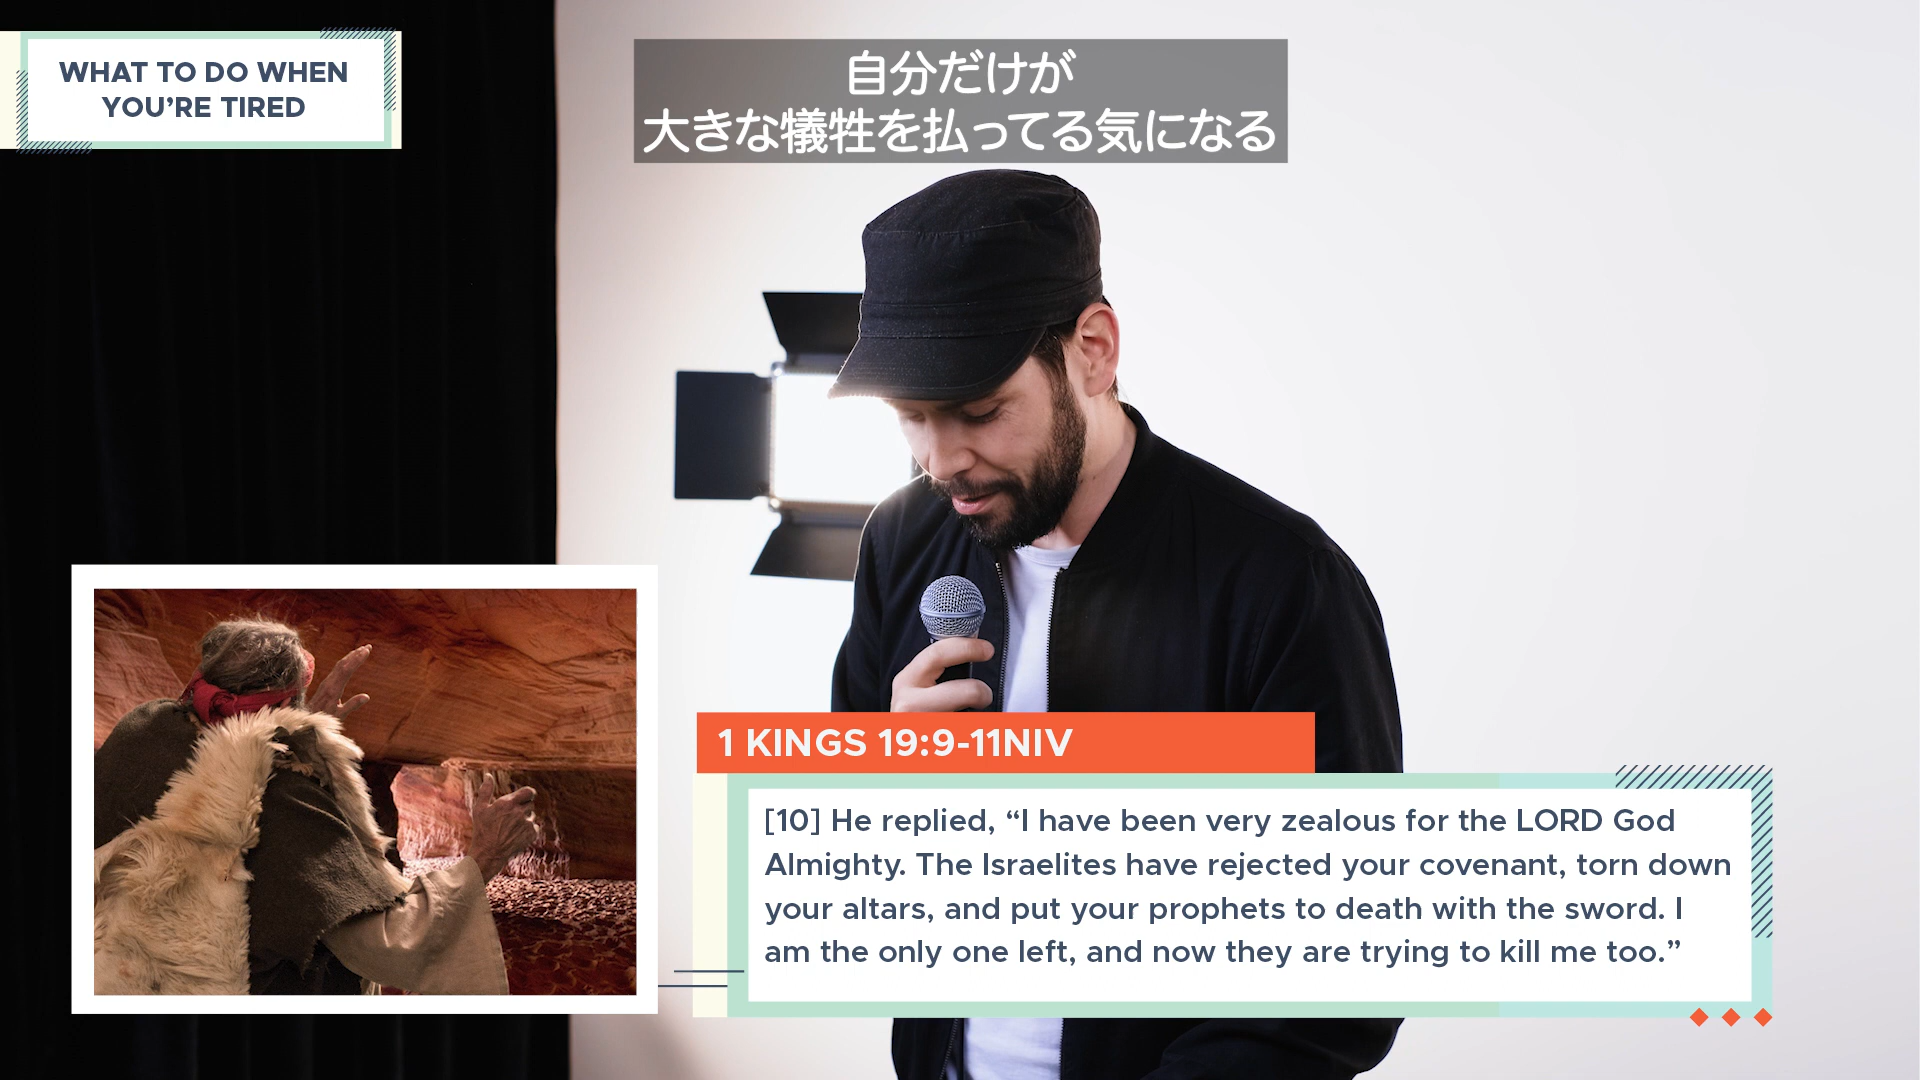 WHAT TO DO WHEN
YOU’RE TIRED
自分だけが
大きな犠牲を払ってる気になる
1 KINGS 19:9-11NIV
[10] He replied, “I have been very zealous for the LORD God
Almighty. The Israelites have rejected your covenant, torn down
your altars, and put your prophets to death with the sword. I
am the only one left, and now they are trying to kill me too.”